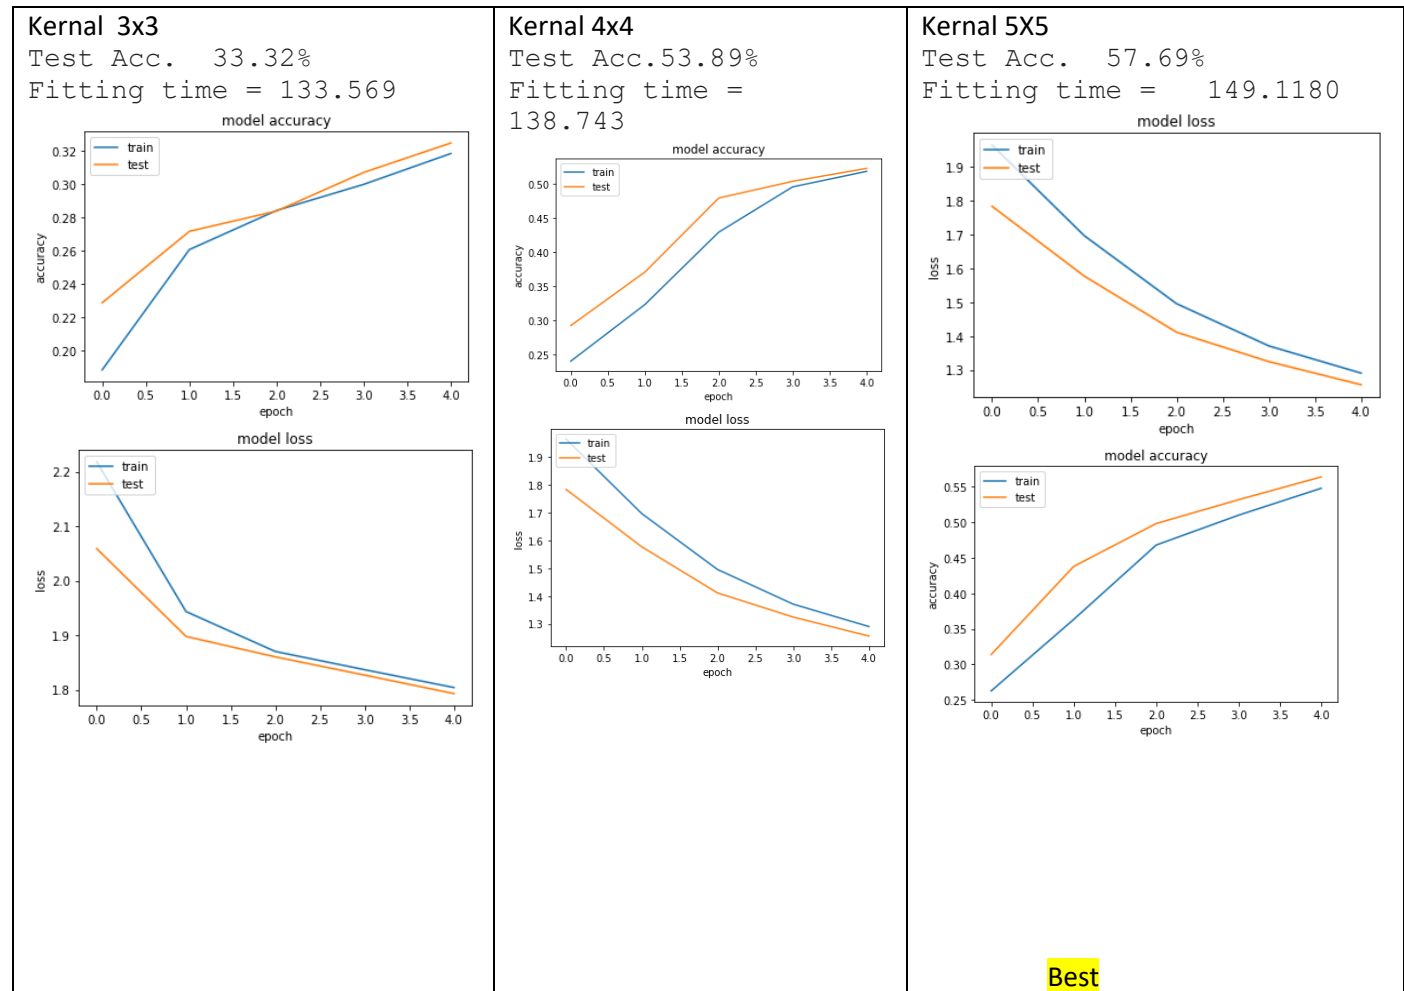 Kernal  3x3
Test Acc.  33.32%
Fitting time = 133.569
model accuracy
train
test
0.32
0.30
0.28
0.26
0.24
0.22
0.20
accuracy
0.0 0.5 1.0 1.5 2.0 2.5 3.0 3.5 4.0
epoch
model loss
train
test
2.2
2.1
2.0
1.9
1.8
loss
0.0 0.5 1.0 1.5 2.0 2.5 3.0 3.5 4.0
epoch
Kernal 4x4
Test Acc.53.89%
Fitting time =
138.743
model accuracy
train
test
0.50
0.45
0.40
0.35
0.30
0.25
accuracy
0.0 0.5 1.0 1.5 2.0 2.5 3.0 3.5 4.0
epoch
model loss
train
test
1.9
1.8
1.7
1.6
1.5
1.4
1.3
loss
0.0 0.5 1.0 1.5 2.0 2.5 3.0 3.5 4.0
epoch
Kernal 5X5
Test Acc.  57.69%
Fitting time =   149.1180
model loss
train
test
1.9
1.8
1.7
1.6
1.5
1.4
1.3
loss
0.0 0.5 1.0 1.5 2.0 2.5 3.0 3.5 4.0
epoch
model accuracy
train
test
0.55
0.50
0.45
0.40
0.35
0.30
0.25
accuracy
0.0 0.5 1.0 1.5 2.0 2.5 3.0 3.5 4.0
epoch
Best